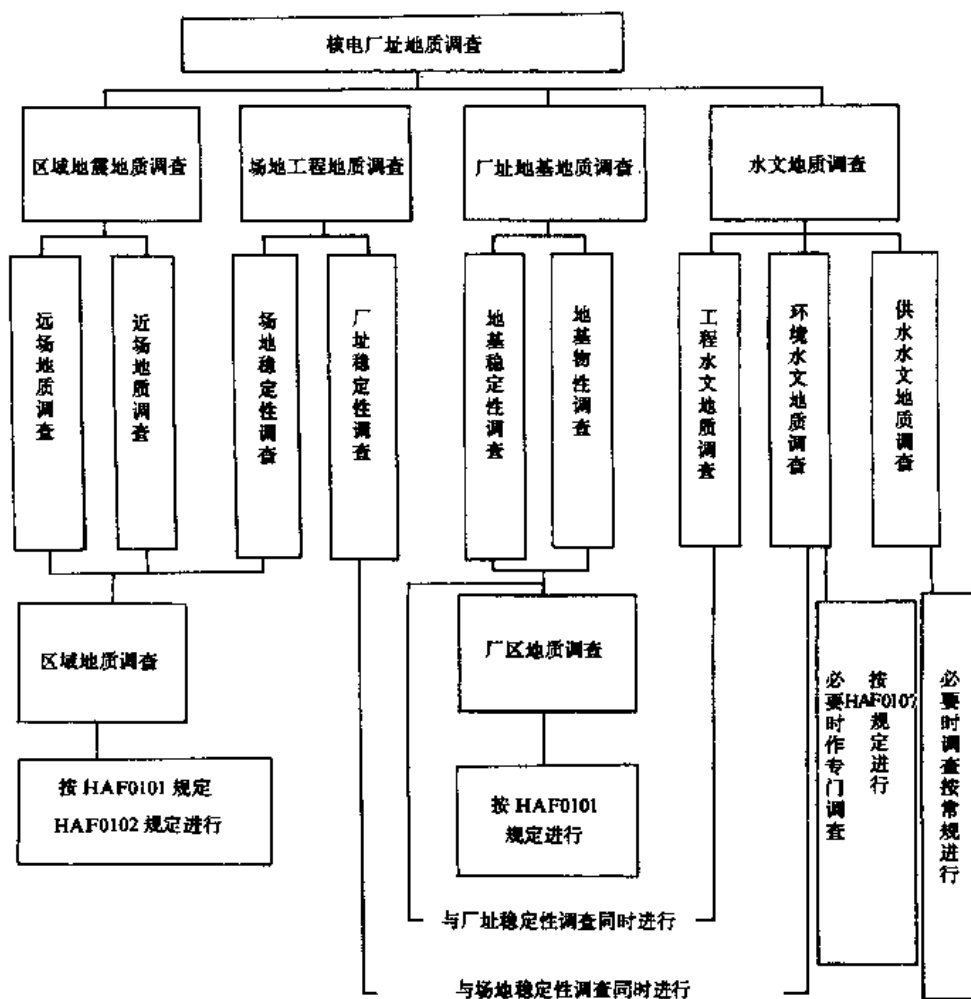 核电厂址地质调查
区域地震地质调查
场地工程地质调查
厂址地基地质调查
水文地质调查
远场地质调查
近场地质调查
场地稳定性调查
厂址稳定性调查
地基稳定性调查
地基物性调查
工程水文地质调查
环境水文地质调查
供水水文地质调查
区域地质调查
厂区地质调查
按 HAF0101 规定
HAF0102 规定进行
按 HAF0101
规定进行
按HAF0107规定进行
必要时作专门调查
必要时调查按常规进行
与厂址稳定性调查同时进行
与场地稳定性调查同时进行